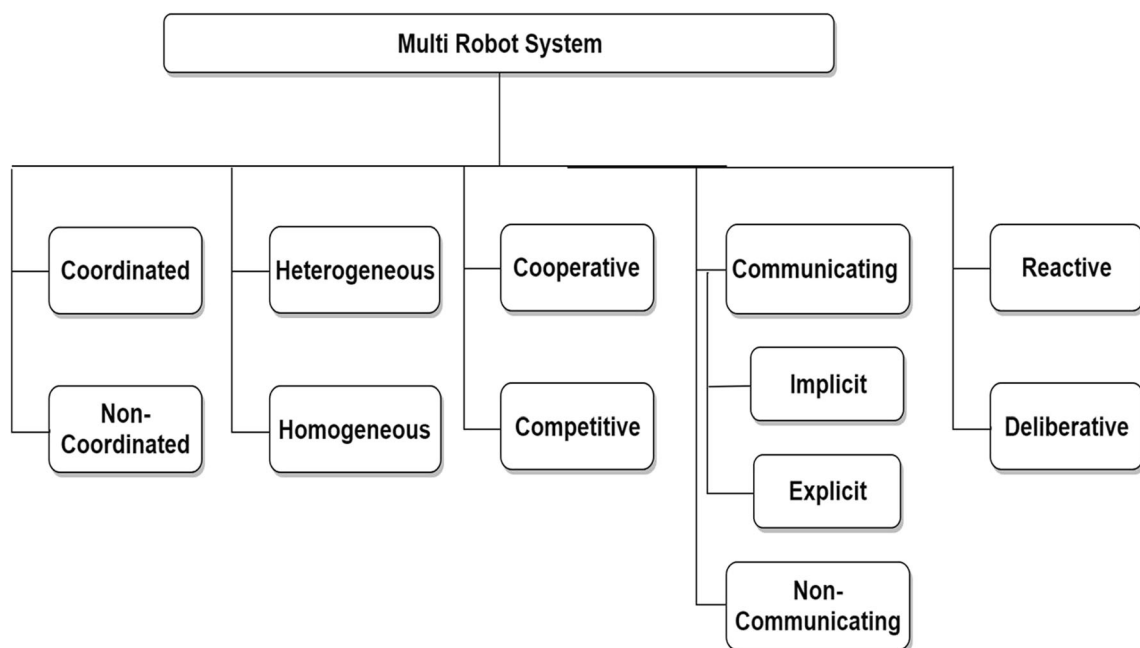 Multi Robot System
Coordinated
Non-
Coordinated
Heterogeneous
Homogeneous
Cooperative
Competitive
Communicating
Implicit
Explicit
Non-
Communicating
Reactive
Deliberative